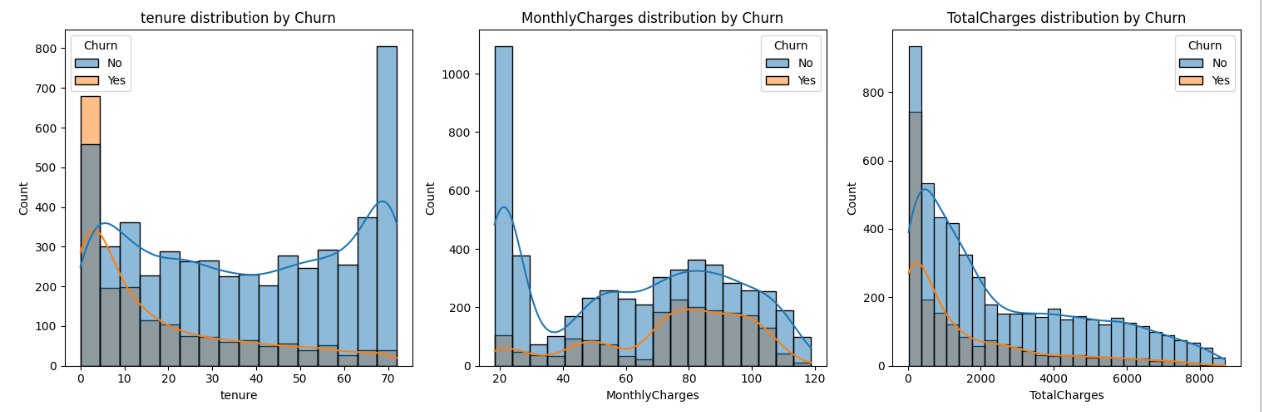 tenure distribution by Churn
Churn
No
Yes
800
700
600
500
400
300
200
100
0
Count
0 10 20 30 40 50 60 70
tenure
MonthlyCharges distribution by Churn
Churn
No
Yes
1000
800
600
400
200
0
Count
20 40 60 80 100 120
MonthlyCharges
TotalCharges distribution by Churn
Churn
No
Yes
800
600
400
200
0
Count
0 2000 4000 6000 8000
TotalCharges